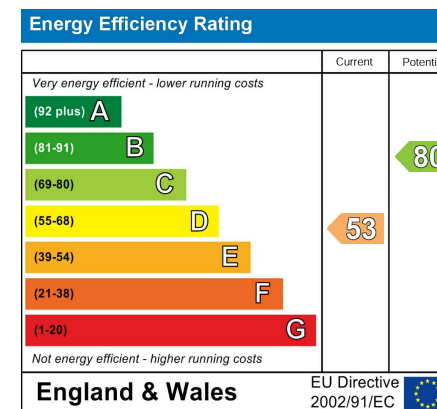 Energy Efficiency Rating
Current Potenti
Very energy efficient - lower running costs
(92 plus) A
(81-91) B
(69-80) C
(55-68) D
(39-54) E
(21-38) F
(1-20) G
80
53
Not energy efficient - higher running costs
England & Wales
EU Directive
2002/91/EC